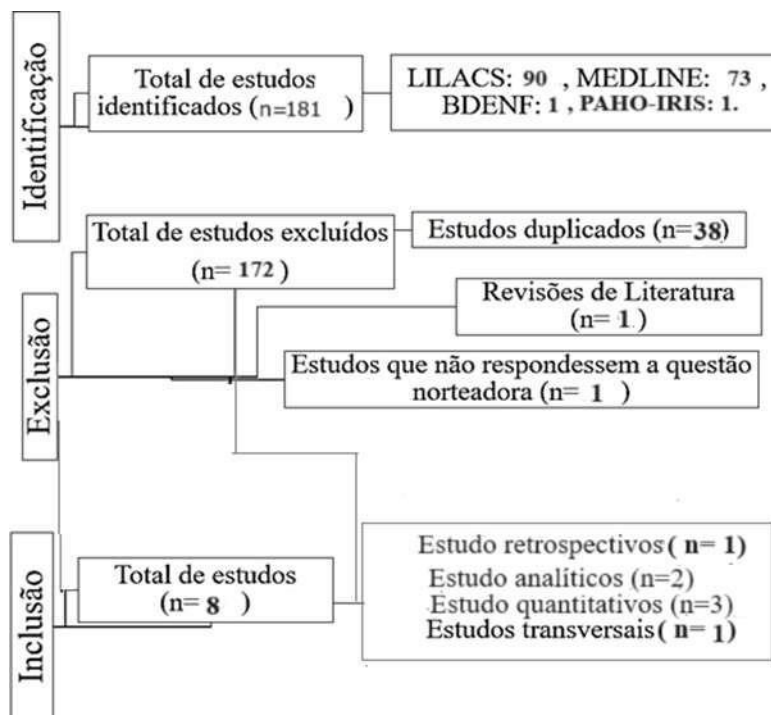 Identificação
Total de estudos
identificados (n=181 )
LILACS: 90 , MEDLINE: 73 ,
BDENF: 1 , PAHO-IRIS: 1.
Exclusão
Total de estudos excluídos
(n= 172 )
Estudos duplicados (n=38)
Revisões de Literatura
(n= 1)
Estudos que não respondessem a questão
norteadora (n= 1 )
Inclusão
Total de estudos
(n= 8 )
Estudo retrospectivos( n= 1)
Estudo analíticos (n=2)
Estudo quantitativos (n=3)
Estudos transversais( n= 1)